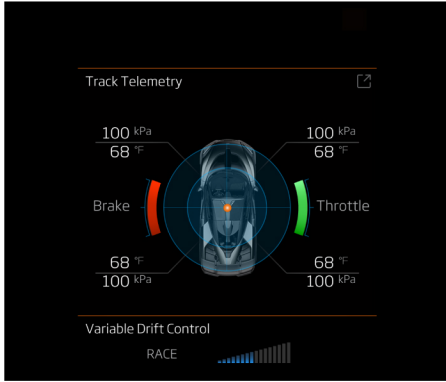 Track Telemetry
100 kPa
68 °F
100 kPa
68 °F
Brake
Throttle
68 °F
100 kPa
68 °F
100 kPa
Variable Drift Control
RACE